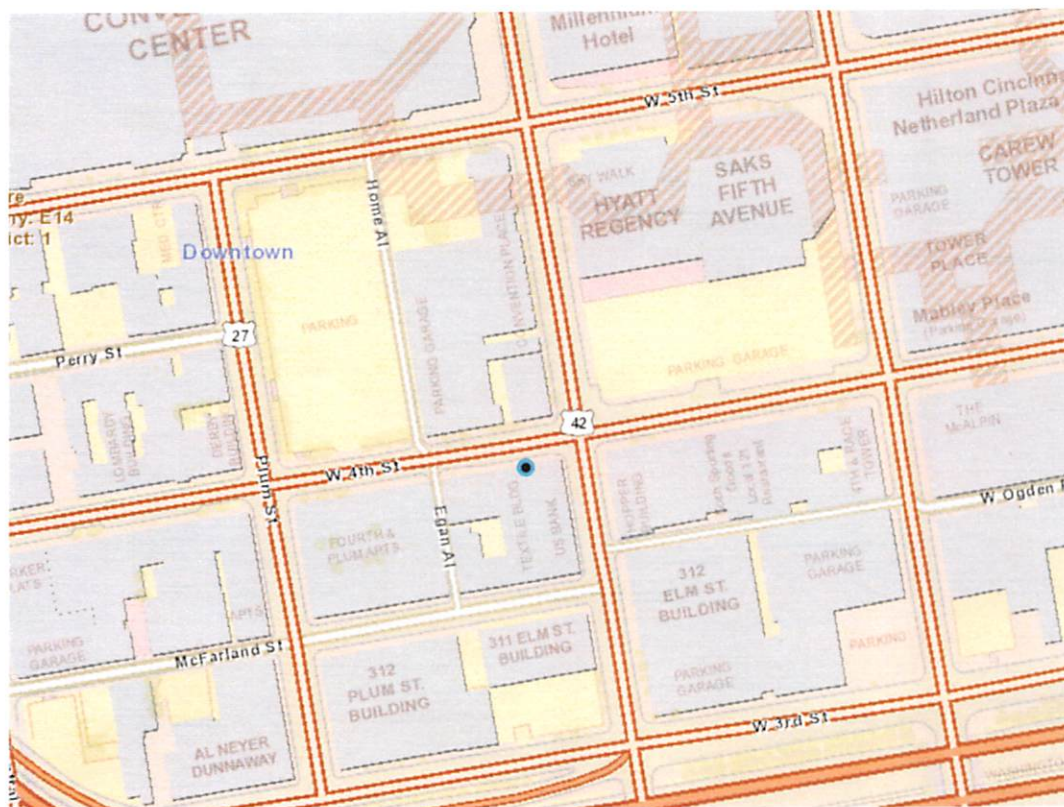 CENTER
Millennium
Hotel
W 5th St
Hilton
Netherland Plaza
CAREW
TOWER
SKY WALK
HYATT
REGENCY
SAKS
FIFTH
AVENUE
PARKING
GARAGE
TOWER
PLACE
Mabley Place
E14
1
Downtown
Home Al
CONVENTION PLACE
PARKING
PARKING GARAGE
PARKING GARAGE
27
Perry St
LOMBARDY
BUILDING
DERBY
42
THE
McALPIN
W 4th St
Plum St
4TH & RACE
TOWER
W Ogden
FOURTH &
PLUM ARTS
Egan Al
TEXTILE BLDG
US BANK
BUILDING
Restaurant
PARKING
GARAGE
312
ELM ST.
BUILDING
APTS
PARKING
GARAGE
McFarland St
311 ELM ST.
BUILDING
PARKING
312
PLUM ST.
BUILDING
PARKING
GARAGE
W 3rd St
AL NEYER
DUNNAWAY